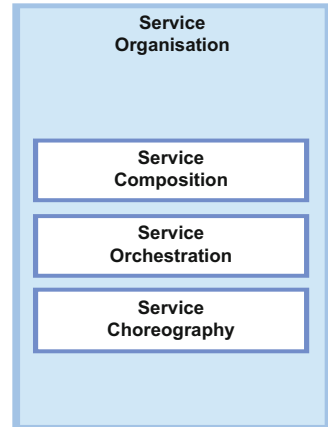 Service
Organisation
Service
Composition
Service
Orchestration
Service
Choreography